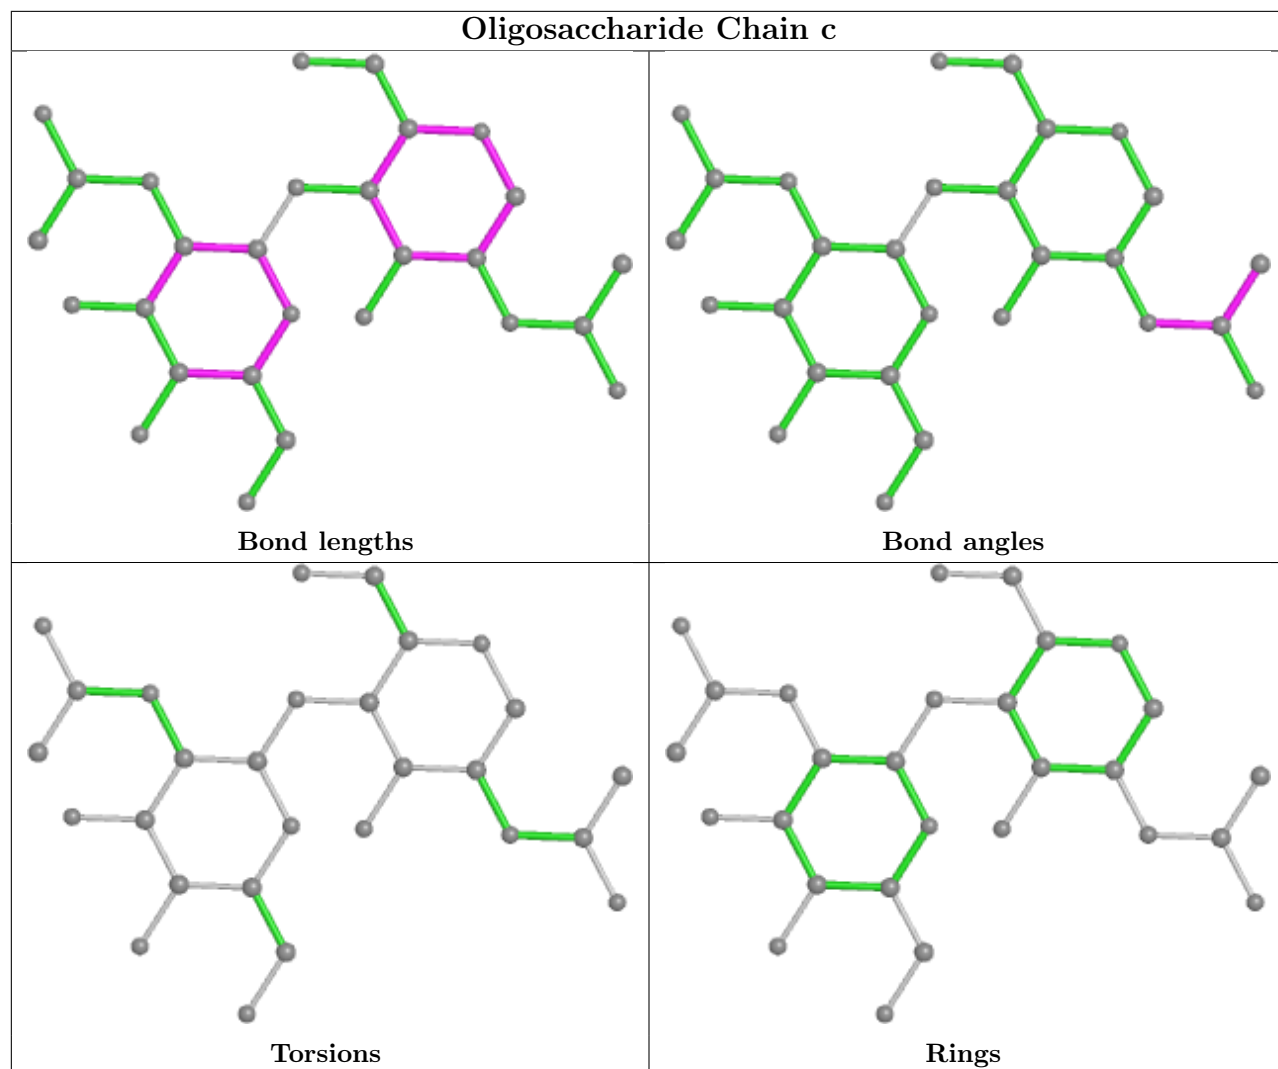 Oligosaccharide Chain c
Bond lengths
Bond angles
Torsions
Rings